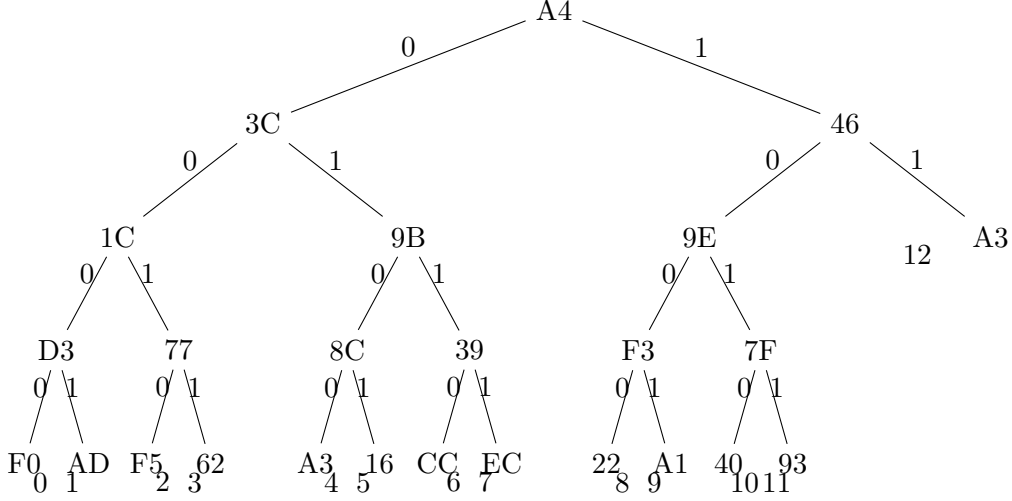 A4
0 1
3C 46
0 1 0 1
1C 9B 9E A3
12
0 1 0 1 0 1
D3 77 8C 39 F3 7F
0 1 0 1 0 1 0 1 0 1 0 1
F0 AD F5 62 A3 16 CC EC 22 A1 40 93
0 1 2 3 4 5 6 7 8 9 10 11